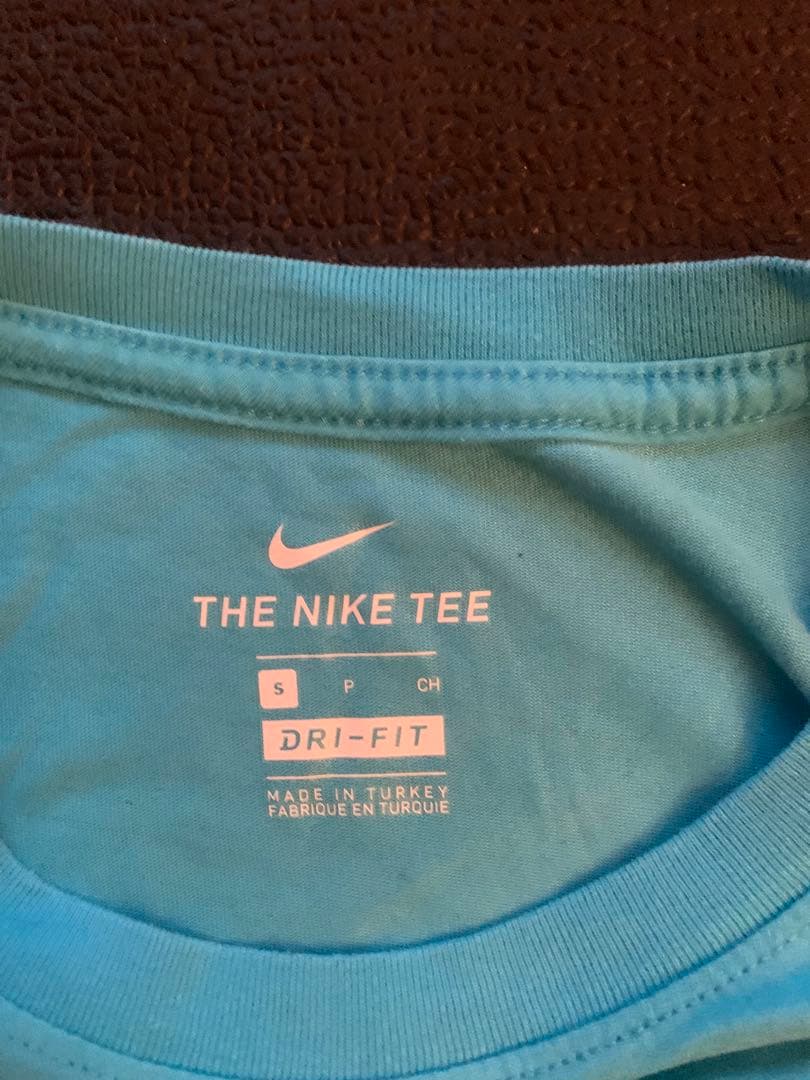 THE NIKE TEE
S P CH
DRI-FIT
MADE IN TURKEY
FABRIQUE EN TURQUIE